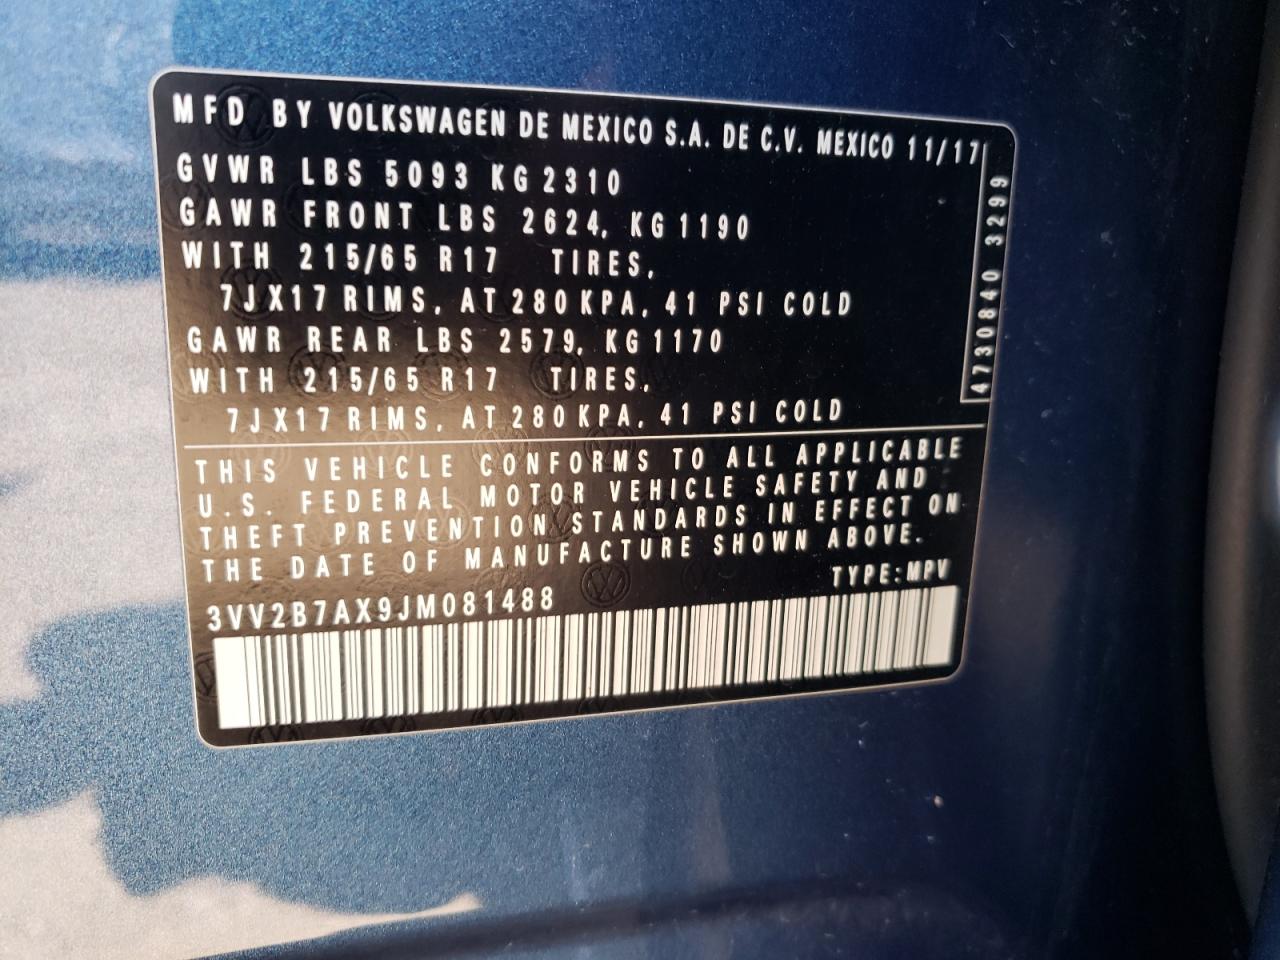 MFD BY VOLKSWAGEN DE MEXICO S.A. DE C.V. MEXICO 11/17
GVWR LBS 5093 KG 2310
GAWR FRONT LBS 2624, KG 1190
WITH 215/65 R17 TIRES,
7JX17 RIMS, AT 280 KPA, 41 PSI COLD
GAWR REAR LBS 2579, KG 1170
WITH 215/65 R17 TIRES,
7JX17 RIMS, AT 280 KPA, 41 PSI COLD
4730840 3299
THIS VEHICLE CONFORMS TO ALL APPLICABLE
U.S. FEDERAL MOTOR VEHICLE SAFETY AND
THEFT PREVENTION STANDARDS IN EFFECT ON
THE DATE OF MANUFACTURE SHOWN ABOVE.
TYPE: MPV
3VV2B7AX9JM081488